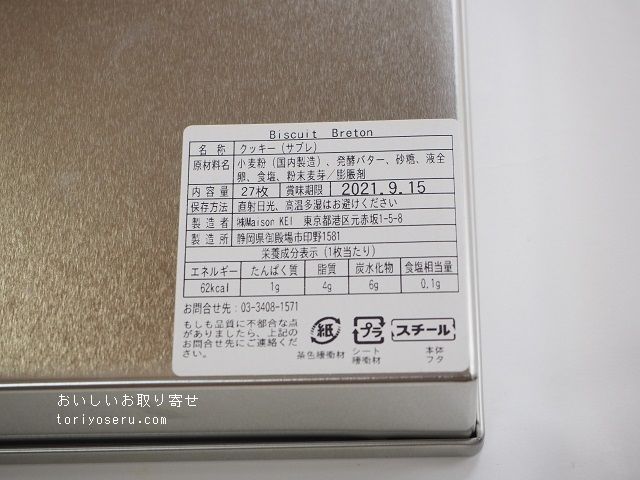 Biscuit Breton
名称 クッキー(サブレ)
原材料名 小麦粉(国内製造)、発酵バター、砂糖、液全
卵、食塩、粉末麦芽/膨脹剤
内容量 27枚 賞味期限 2021.9.15
保存方法 直射日光、高温多湿はお避けください
製造者 ㈱Maison KEI 東京都港区元赤坂1-5-8
製造所 静岡県御殿場市印野1581
栄養成分表示(1枚当たり)
エネルギー たんぱく質 脂質 炭水化物 食塩相当量
62kcal 1g 4g 6g 0.1g
お問合せ先:03-3408-1571
もしも品質に不都合な点
がありましたら、上記のお
問合せ先にご連絡ください。
紙 プラ スチール
茶色緩衝材 シート 本体
緩衝材 フタ
おいしいお取り寄せ
toriyoseru.com